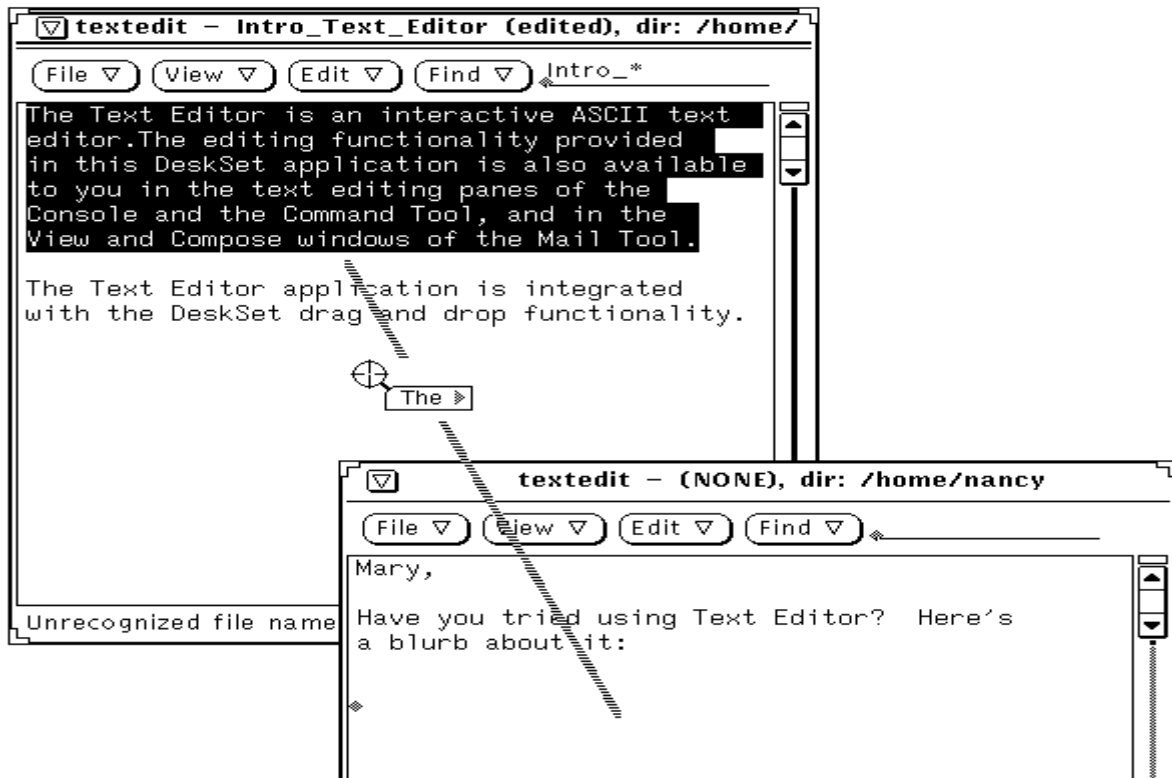 textedit – Intro_Text_Editor (edited), dir: /home/
File View Edit Find Intro_*
The Text Editor is an interactive ASCII text
editor.The editing functionality provided
in this DeskSet application is also available
to you in the text editing panes of the
Console and the Command Tool, and in the
View and Compose windows of the Mail Tool.
The Text Editor application is integrated
with the DeskSet drag and drop functionality.
The
Unrecognized file name
textedit – (NONE), dir: /home/nancy
File View Edit Find
Mary,
Have you tried using Text Editor? Here's
a blurb about it: